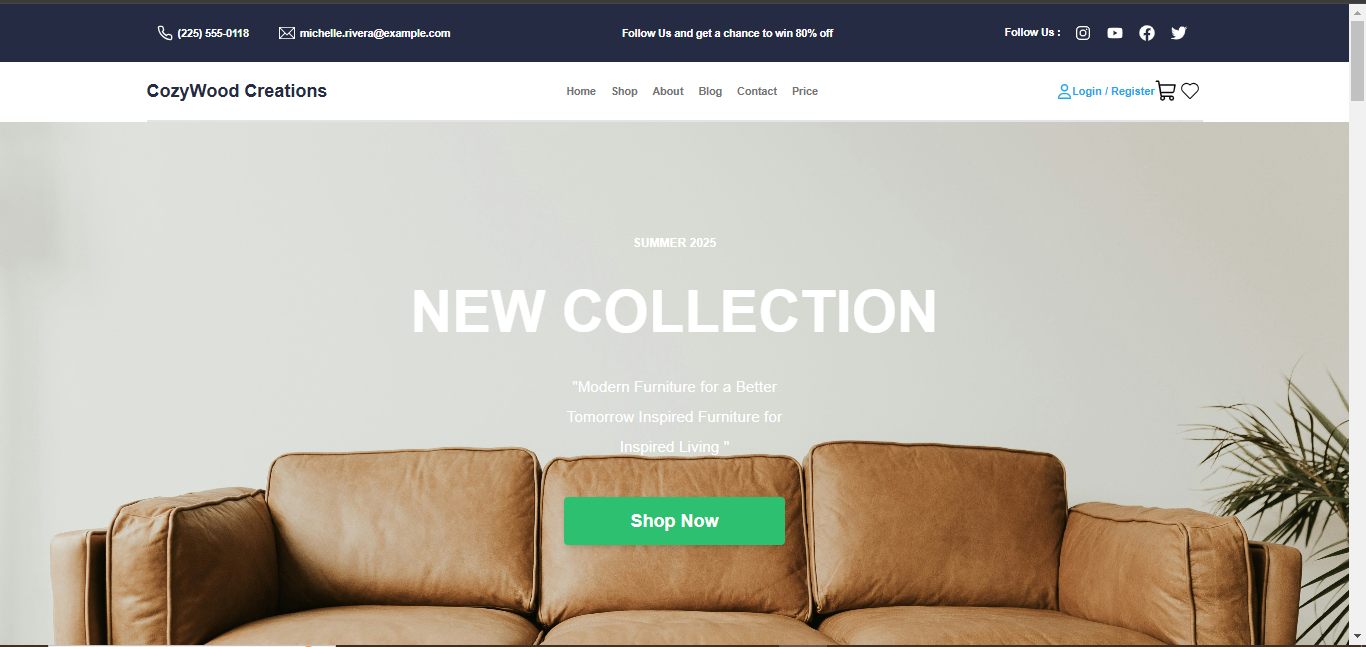 (225) 555-0118 michelle.rivera@example.com Follow Us and get a chance to win 80% off Follow Us :
CozyWood Creations Home Shop About Blog Contact Price Login / Register
SUMMER 2025
NEW COLLECTION
"Modern Furniture for a Better
Tomorrow Inspired Furniture for
Inspired Living "
Shop Now